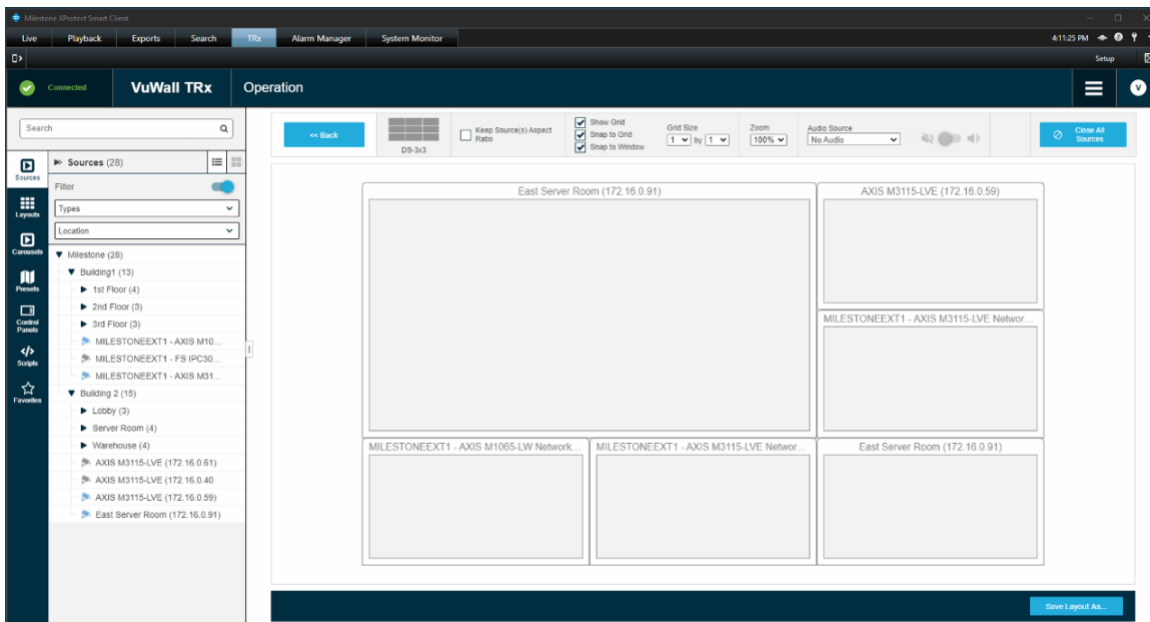 Milestone XProtect Smart Client
Live Playback Exports Search TRx Alarm Manager System Monitor 4:11:25 PM
Setup
Connected VuWall TRx Operation
Search
<< Back
DS-3x3
Keep Source(s) Aspect
Ratio
Show Grid
Snap to Grid
Snap to Window
Grid Size
1 by 1
Zoom
100%
Audio Source
No Audio
Close All
Sources
Sources
Layouts
Carousels
Presets
Control
Panels
Scripts
Favorites
Sources (28)
Filter
Types
Location
Milestone (28)
Building1 (13)
1st Floor (4)
2nd Floor (3)
3rd Floor (3)
MILESTONEEXT1 - AXIS M10...
MILESTONEEXT1 - FS IPC30...
MILESTONEEXT1 - AXIS M31...
Building 2 (15)
Lobby (3)
Server Room (4)
Warehouse (4)
AXIS M3115-LVE (172.16.0.61)
AXIS M3115-LVE (172.16.0.40
AXIS M3115-LVE (172.16.0.59)
East Server Room (172.16.0.91)
East Server Room (172.16.0.91)
AXIS M3115-LVE (172.16.0.59)
MILESTONEEXT1 - AXIS M3115-LVE Networ...
MILESTONEEXT1 - AXIS M1065-LW Network...
MILESTONEEXT1 - AXIS M3115-LVE Networ...
East Server Room (172.16.0.91)
Save Layout As...
V